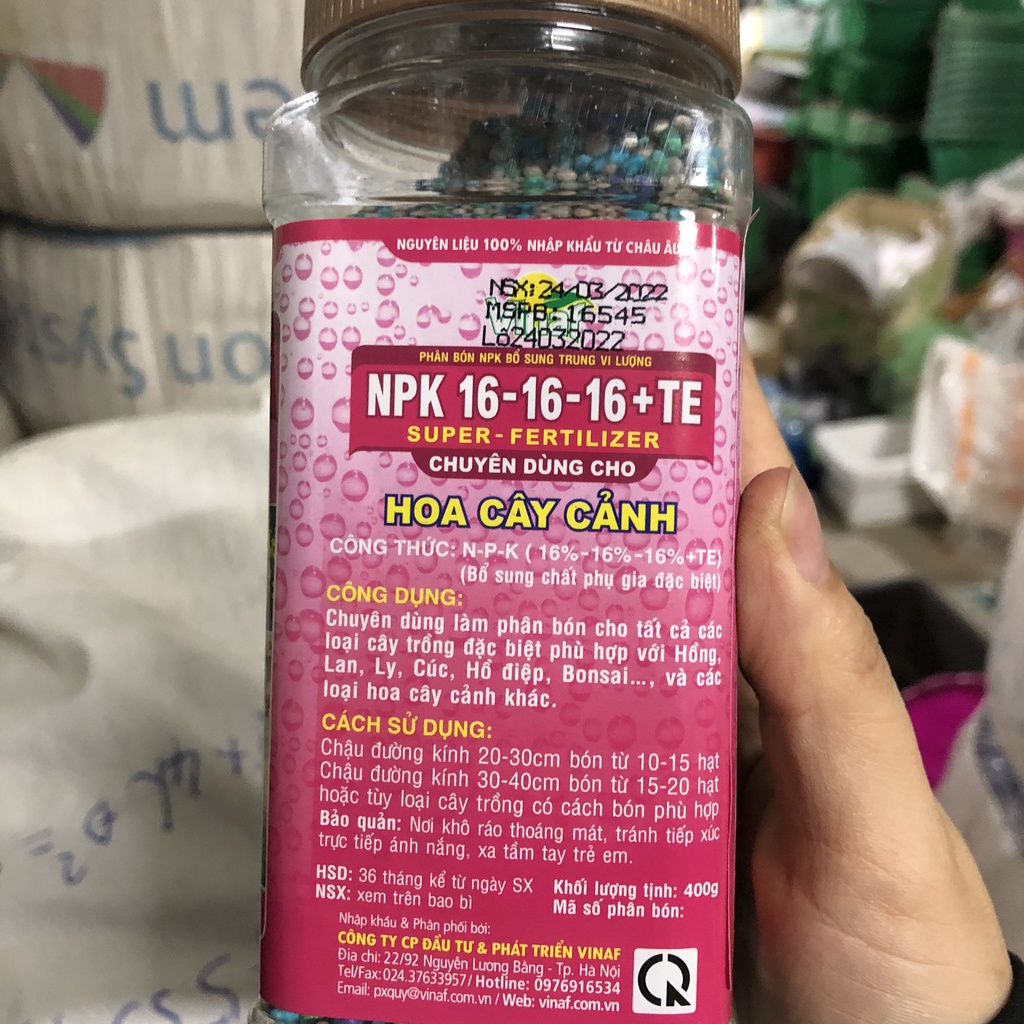 NGUYÊN LIỆU 100% NHẬP KHẨU TỪ CHÂU ÂU
NSX: 24/03/2022
MSPB: 16545
Lô24032022
PHÂN BÓN NPK BỔ SUNG TRUNG VI LƯỢNG
NPK 16-16-16+TE
SUPER-FERTILIZER
CHUYÊN DÙNG CHO
HOA CÂY CẢNH
CÔNG THỨC: N-P-K ( 16%-16%-16%+TE)
(Bổ sung chất phụ gia đặc biệt)
CÔNG DỤNG:
Chuyên dùng làm phân bón cho tất cả các
loại cây trồng đặc biệt phù hợp với Hồng,
Lan, Ly, Cúc, Hồ điệp, Bonsai..., và các
loại hoa cây cảnh khác.
CÁCH SỬ DỤNG:
Chậu đường kính 20-30cm bón từ 10-15 hạt
Chậu đường kính 30-40cm bón từ 15-20 hạt
hoặc tùy loại cây trồng có cách bón phù hợp
Bảo quản: Nơi khô ráo thoáng mát, tránh tiếp xúc
trực tiếp ánh nắng, xa tầm tay trẻ em.
HSD: 36 tháng kể từ ngày SX
NSX: xem trên bao bì
Khối lượng tịnh: 400g
Mã số phân bón:
Nhập khẩu & Phân phối bởi:
CÔNG TY CP ĐẦU TƯ & PHÁT TRIỂN VINAF
Địa chỉ: 22/92 Nguyễn Lương Bằng - Tp. Hà Nội
Tel/Fax: 024.37633957 / Hotline: 0976916534
Email: pxquy@vinaf.com.vn / Web: vinaf.com.vn